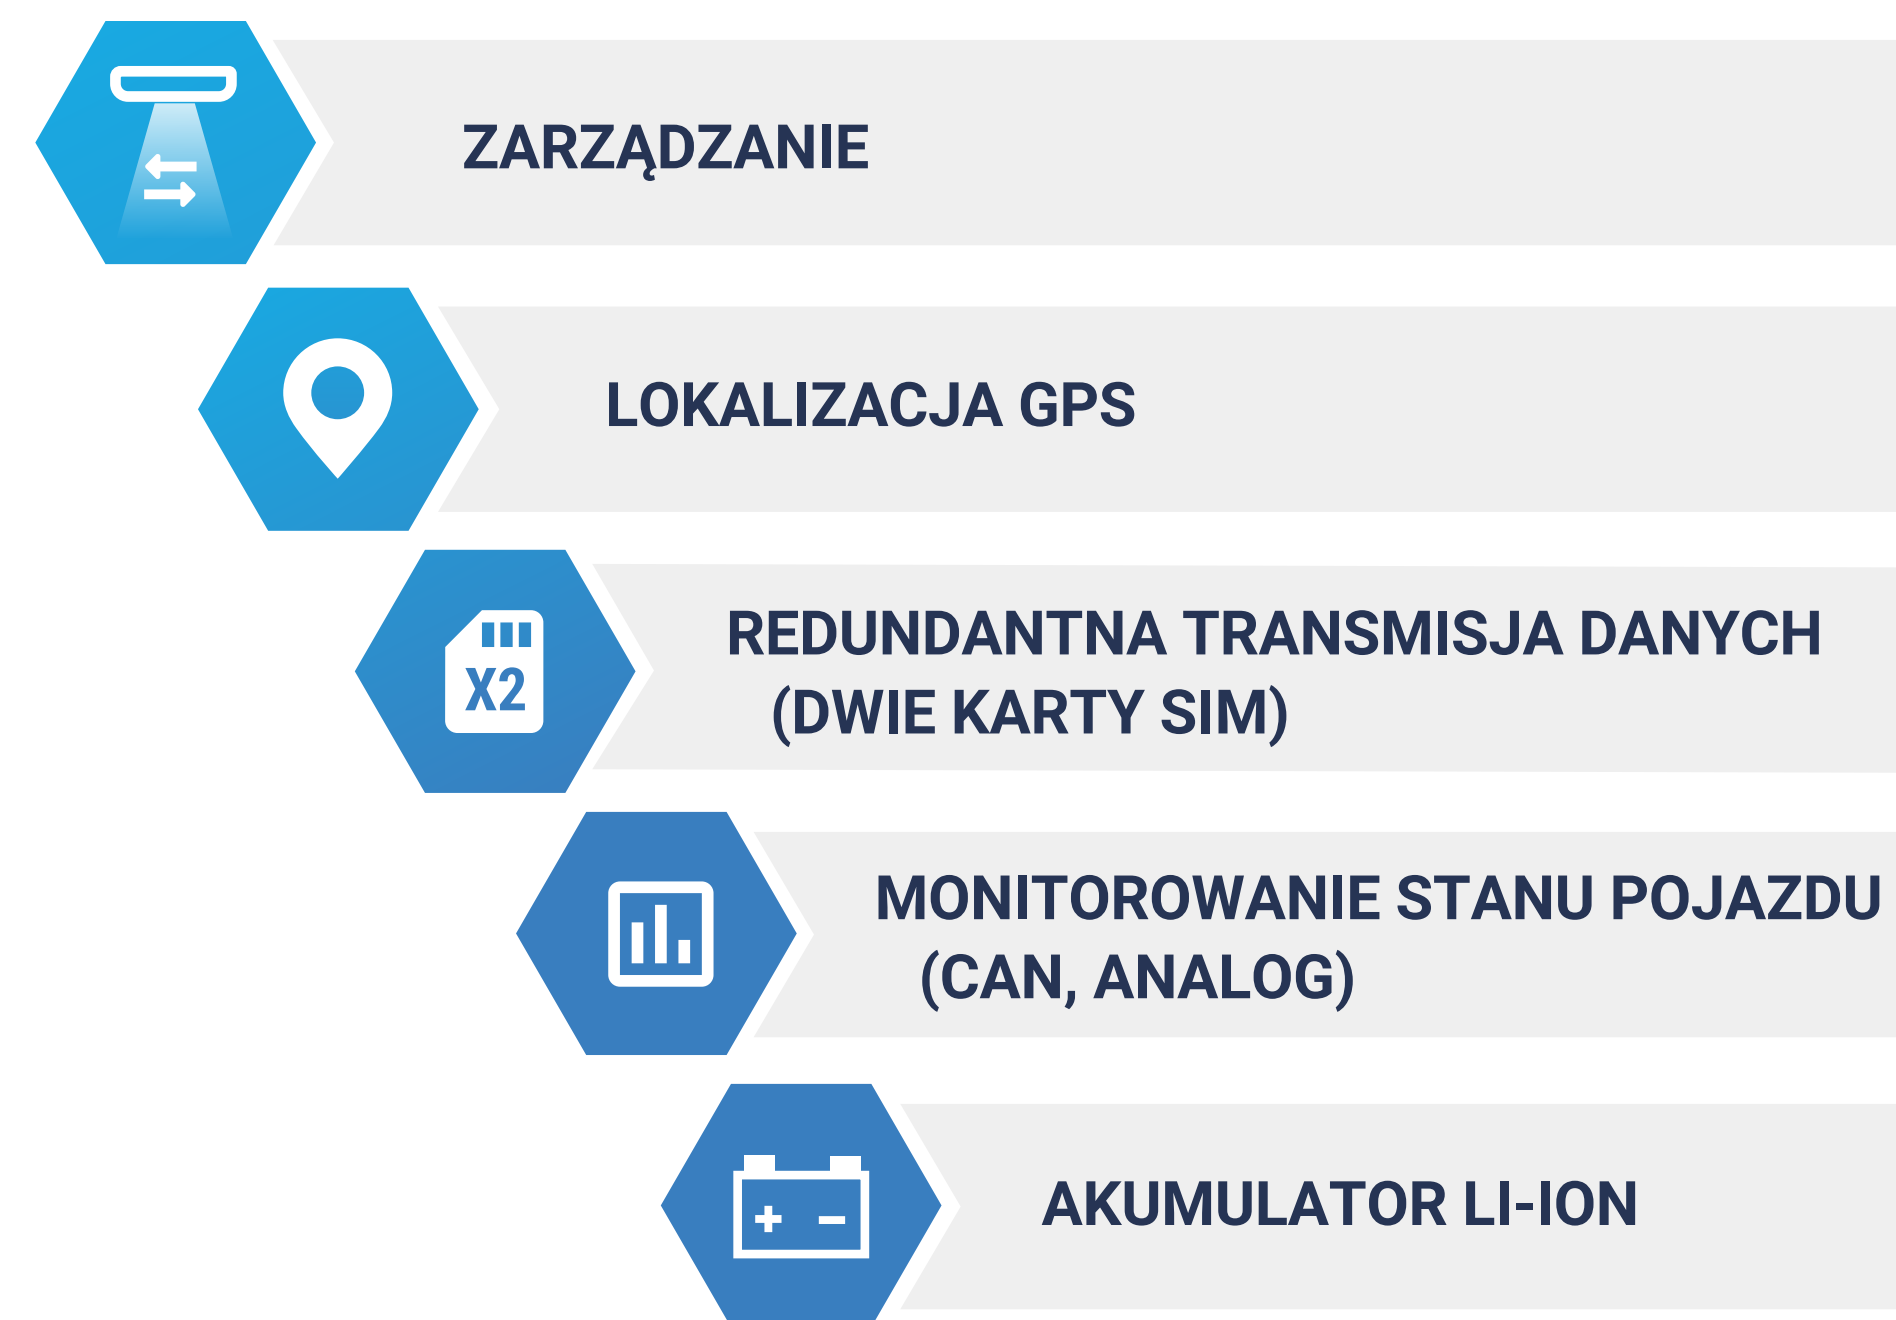 ZARZĄDZANIE
LOKALIZACJA GPS
X2
REDUNDANTNA TRANSMISJA DANYCH
(DWIE KARTY SIM)
MONITOROWANIE STANU POJAZDU
(CAN, ANALOG)
AKUMULATOR LI-ION